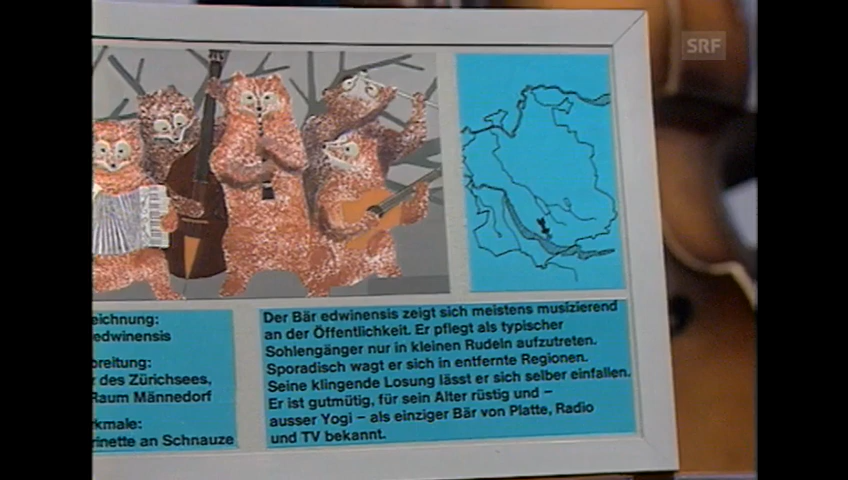 SRF
eichnung:
edwinensis
breitung:
des Zürichsees,
Raum Männedorf
rkmale:
rinette an Schnauze
Der Bär edwinensis zeigt sich meistens musizierend
an der Öffentlichkeit. Er pflegt als typischer
Sohlengänger nur in kleinen Rudeln aufzutreten.
Sporadisch wagt er sich in entfernte Regionen.
Seine klingende Losung lässt er sich selber einfallen.
Er ist gutmütig, für sein Alter rüstig und –
ausser Yogi – als einziger Bär von Platte, Radio
und TV bekannt.